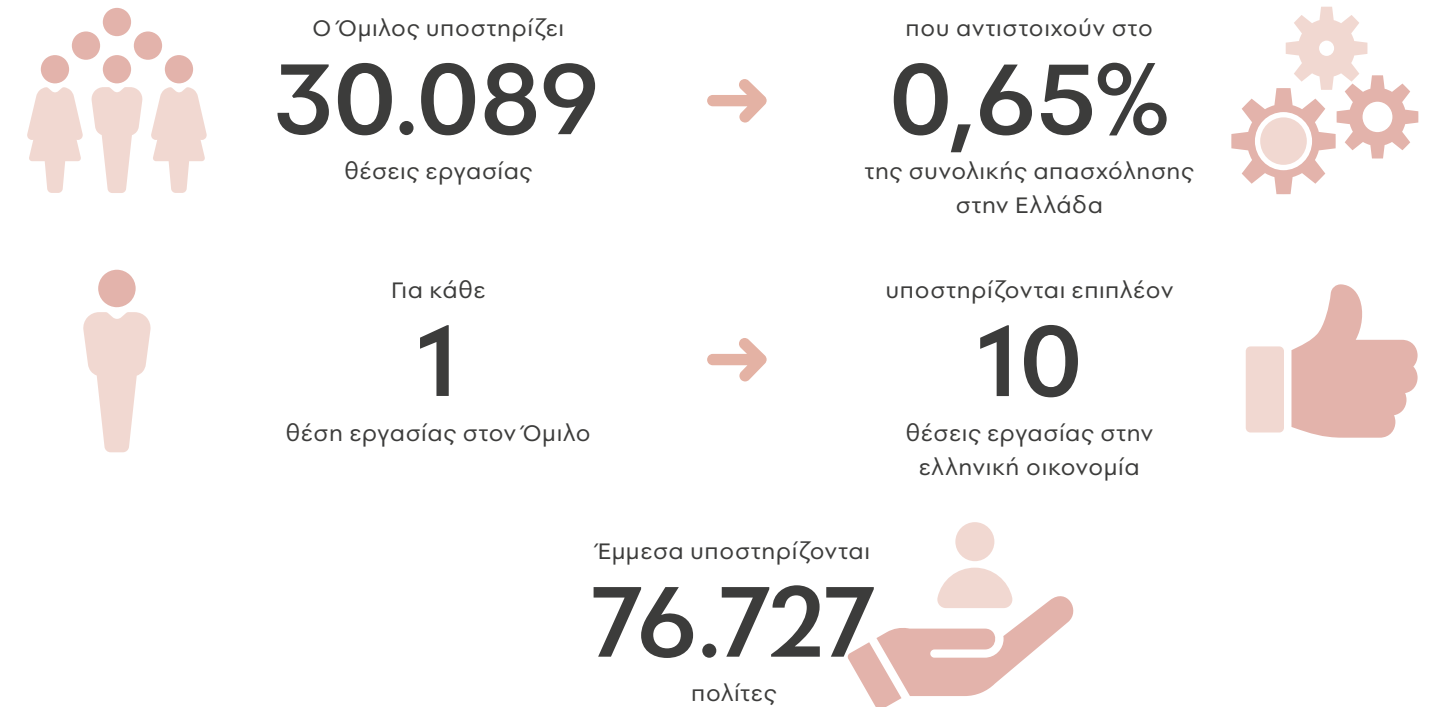 Ο Όμιλος υποστηρίζει
30.089
θέσεις εργασίας
που αντιστοιχούν στο
0,65%
της συνολικής απασχόλησης
στην Ελλάδα
Για κάθε
1
θέση εργασίας στον Όμιλο
υποστηρίζονται επιπλέον
10
θέσεις εργασίας στην
ελληνική οικονομία
Έμμεσα υποστηρίζονται
76.727
πολίτες